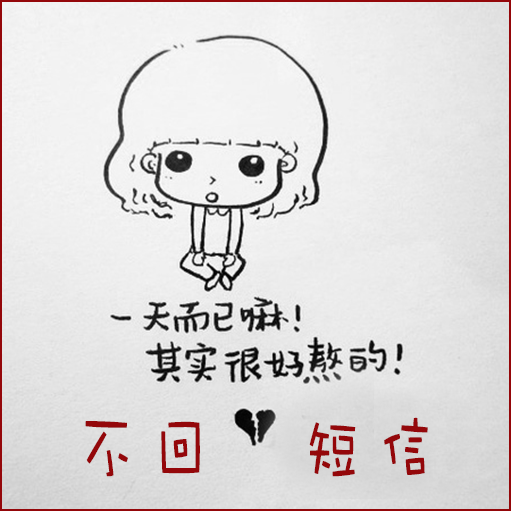 一天而已嘛！
其实很好熬的！
不回 短信